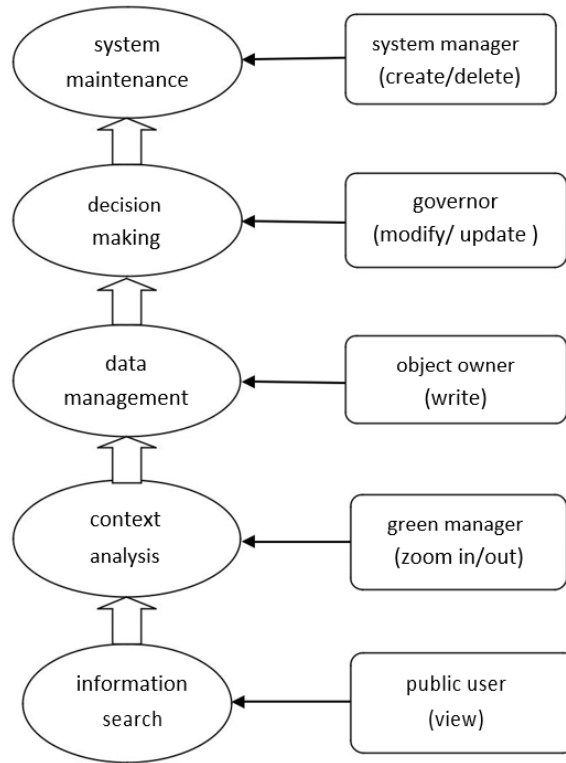 system
maintenance
system manager
(create/delete)
decision
making
governor
(modify/ update )
data
management
object owner
(write)
context
analysis
green manager
(zoom in/out)
information
search
public user
(view)